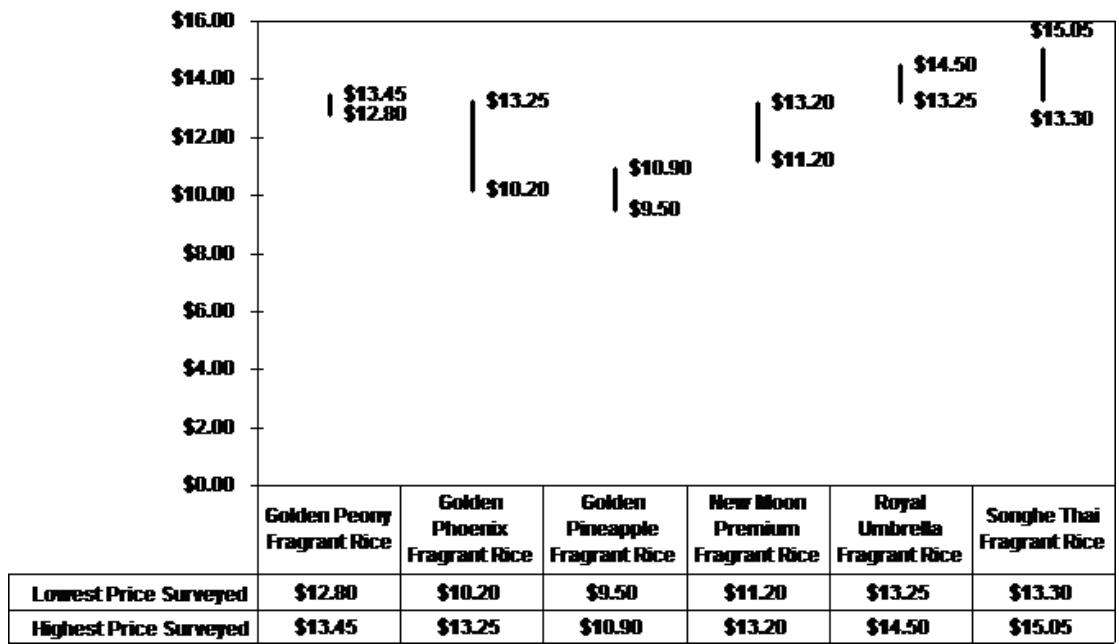 $16.00
$14.00
$12.00
$10.00
$8.00
$6.00
$4.00
$2.00
$0.00
$13.45
$12.80
$13.25
$10.20
$10.90
$9.50
$13.20
$11.20
$14.50
$13.25
$15.05
$13.30
Golden Peony
Fragrant Rice
Golden
Phoenix
Fragrant Rice
Golden
Pineapple
Fragrant Rice
New Moon
Premium
Fragrant Rice
Royal
Umbrella
Fragrant Rice
Songhe Thai
Fragrant Rice
Lowest Price Surveyed $12.80 $10.20 $9.50 $11.20 $13.25 $13.30
Highest Price Surveyed $13.45 $13.25 $10.90 $13.20 $14.50 $15.05